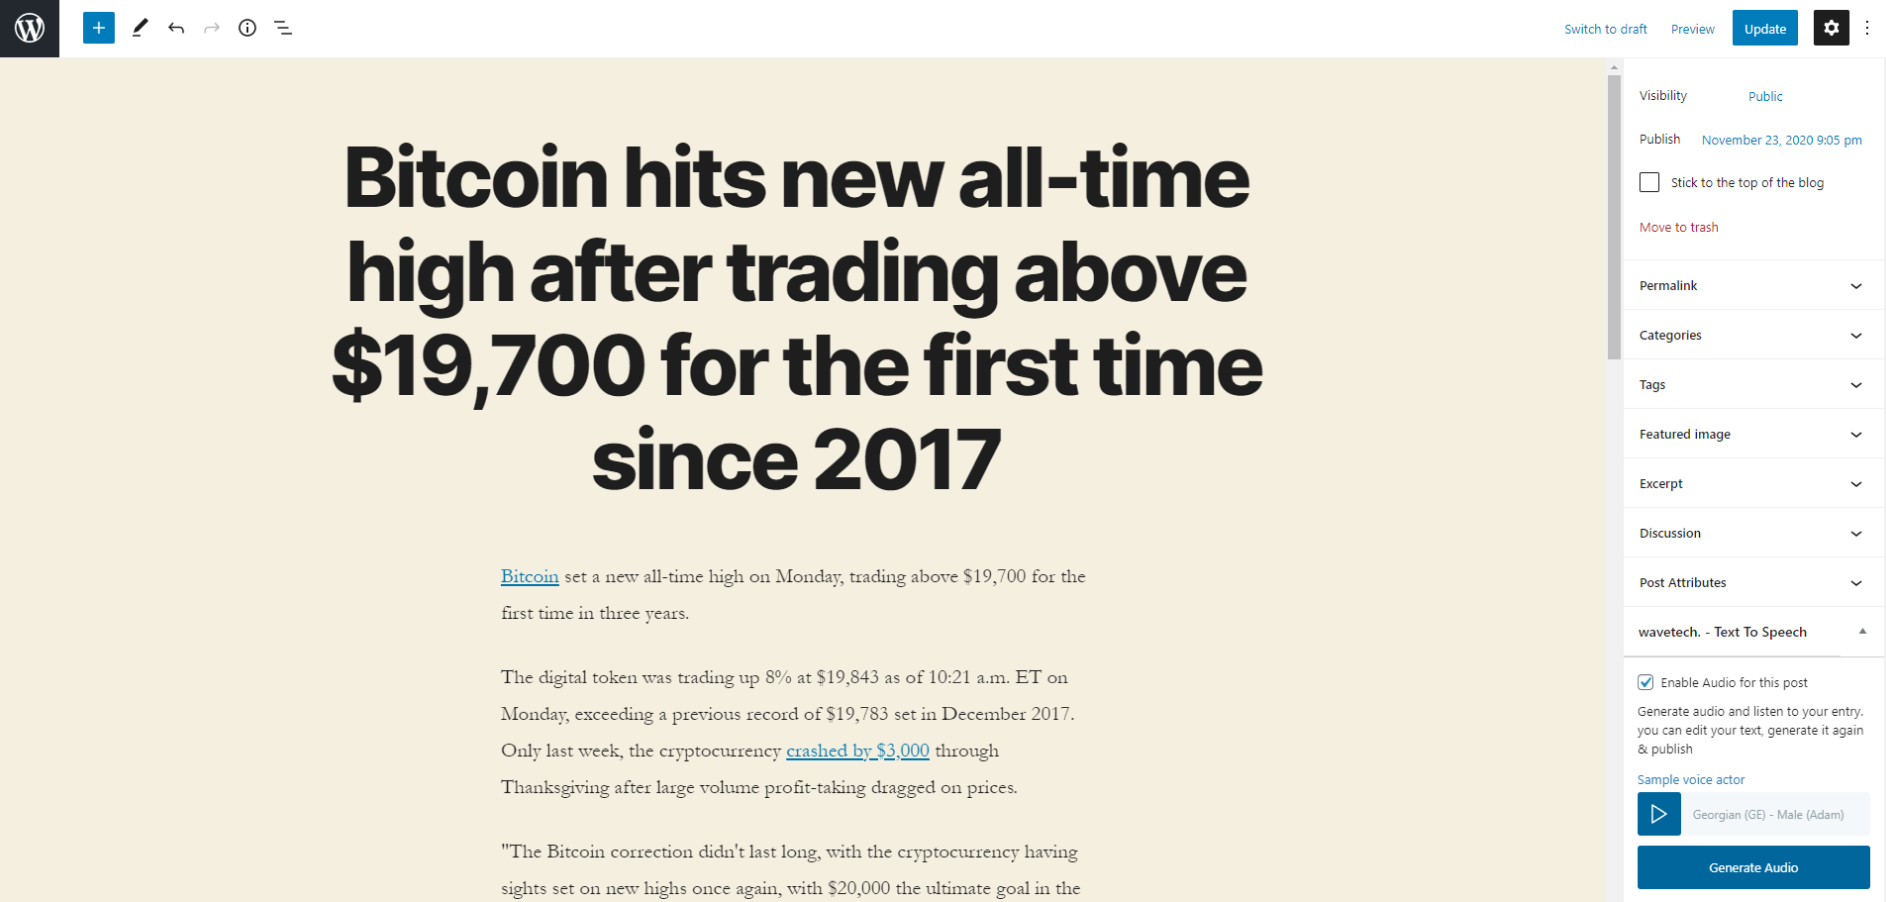 Switch to draft
Preview
Update
Bitcoin hits new all-time
high after trading above
$19,700 for the first time
since 2017
Bitcoin set a new all-time high on Monday, trading above $19,700 for the
first time in three years.
The digital token was trading up 8% at $19,843 as of 10:21 a.m. ET on
Monday, exceeding a previous record of $19,783 set in December 2017.
Only last week, the cryptocurrency crashed by $3,000 through
Thanksgiving after large volume profit-taking dragged on prices.
"The Bitcoin correction didn't last long, with the cryptocurrency having
sights set on new highs once again, with $20,000 the ultimate goal in the
Visibility Public
Publish November 23, 2020 9:05 pm
Stick to the top of the blog
Move to trash
Permalink
Categories
Tags
Featured image
Excerpt
Discussion
Post Attributes
wavetech. - Text To Speech
Enable Audio for this post
Generate audio and listen to your entry.
you can edit your text, generate it again
& publish
Sample voice actor
Georgian (GE) - Male (Adam)
Generate Audio